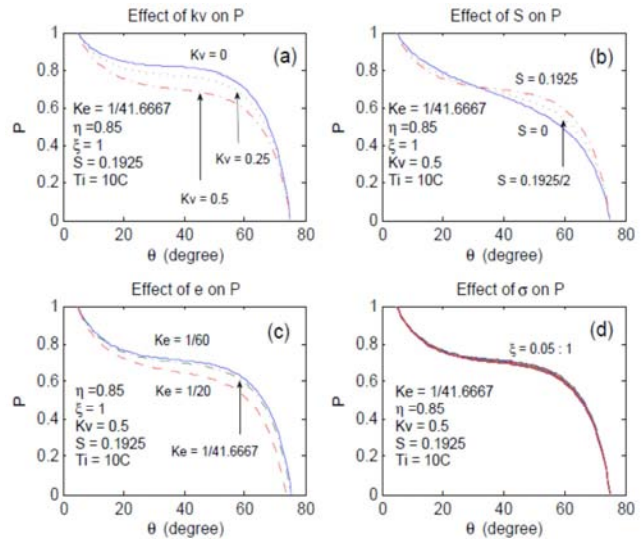 Effect of kv on P
(a)
Kv = 0
Ke = 1/41.6667
η =0.85
ξ = 1
S = 0.1925
Ti = 10C
Kv = 0.25
Kv = 0.5
P
1
0.8
0.6
0.4
0.2
0
0 20 40 60 80
θ (degree)
Effect of S on P
(b)
S = 0.1925
Ke = 1/41.6667
η =0.85
ξ = 1
Kv = 0.5
Ti = 10C
S = 0
S = 0.1925/2
P
1
0.8
0.6
0.4
0.2
0
0 20 40 60 80
θ (degree)
Effect of e on P
(c)
Ke = 1/60
Ke = 1/20
η =0.85
ξ = 1
Kv = 0.5
S = 0.1925
Ti = 10C
Ke = 1/41.6667
P
1
0.8
0.6
0.4
0.2
0
0 20 40 60 80
θ (degree)
Effect of σ on P
(d)
ξ = 0.05 : 1
Ke = 1/41.6667
η =0.85
Kv = 0.5
S = 0.1925
Ti = 10C
P
1
0.8
0.6
0.4
0.2
0
0 20 40 60 80
θ (degree)